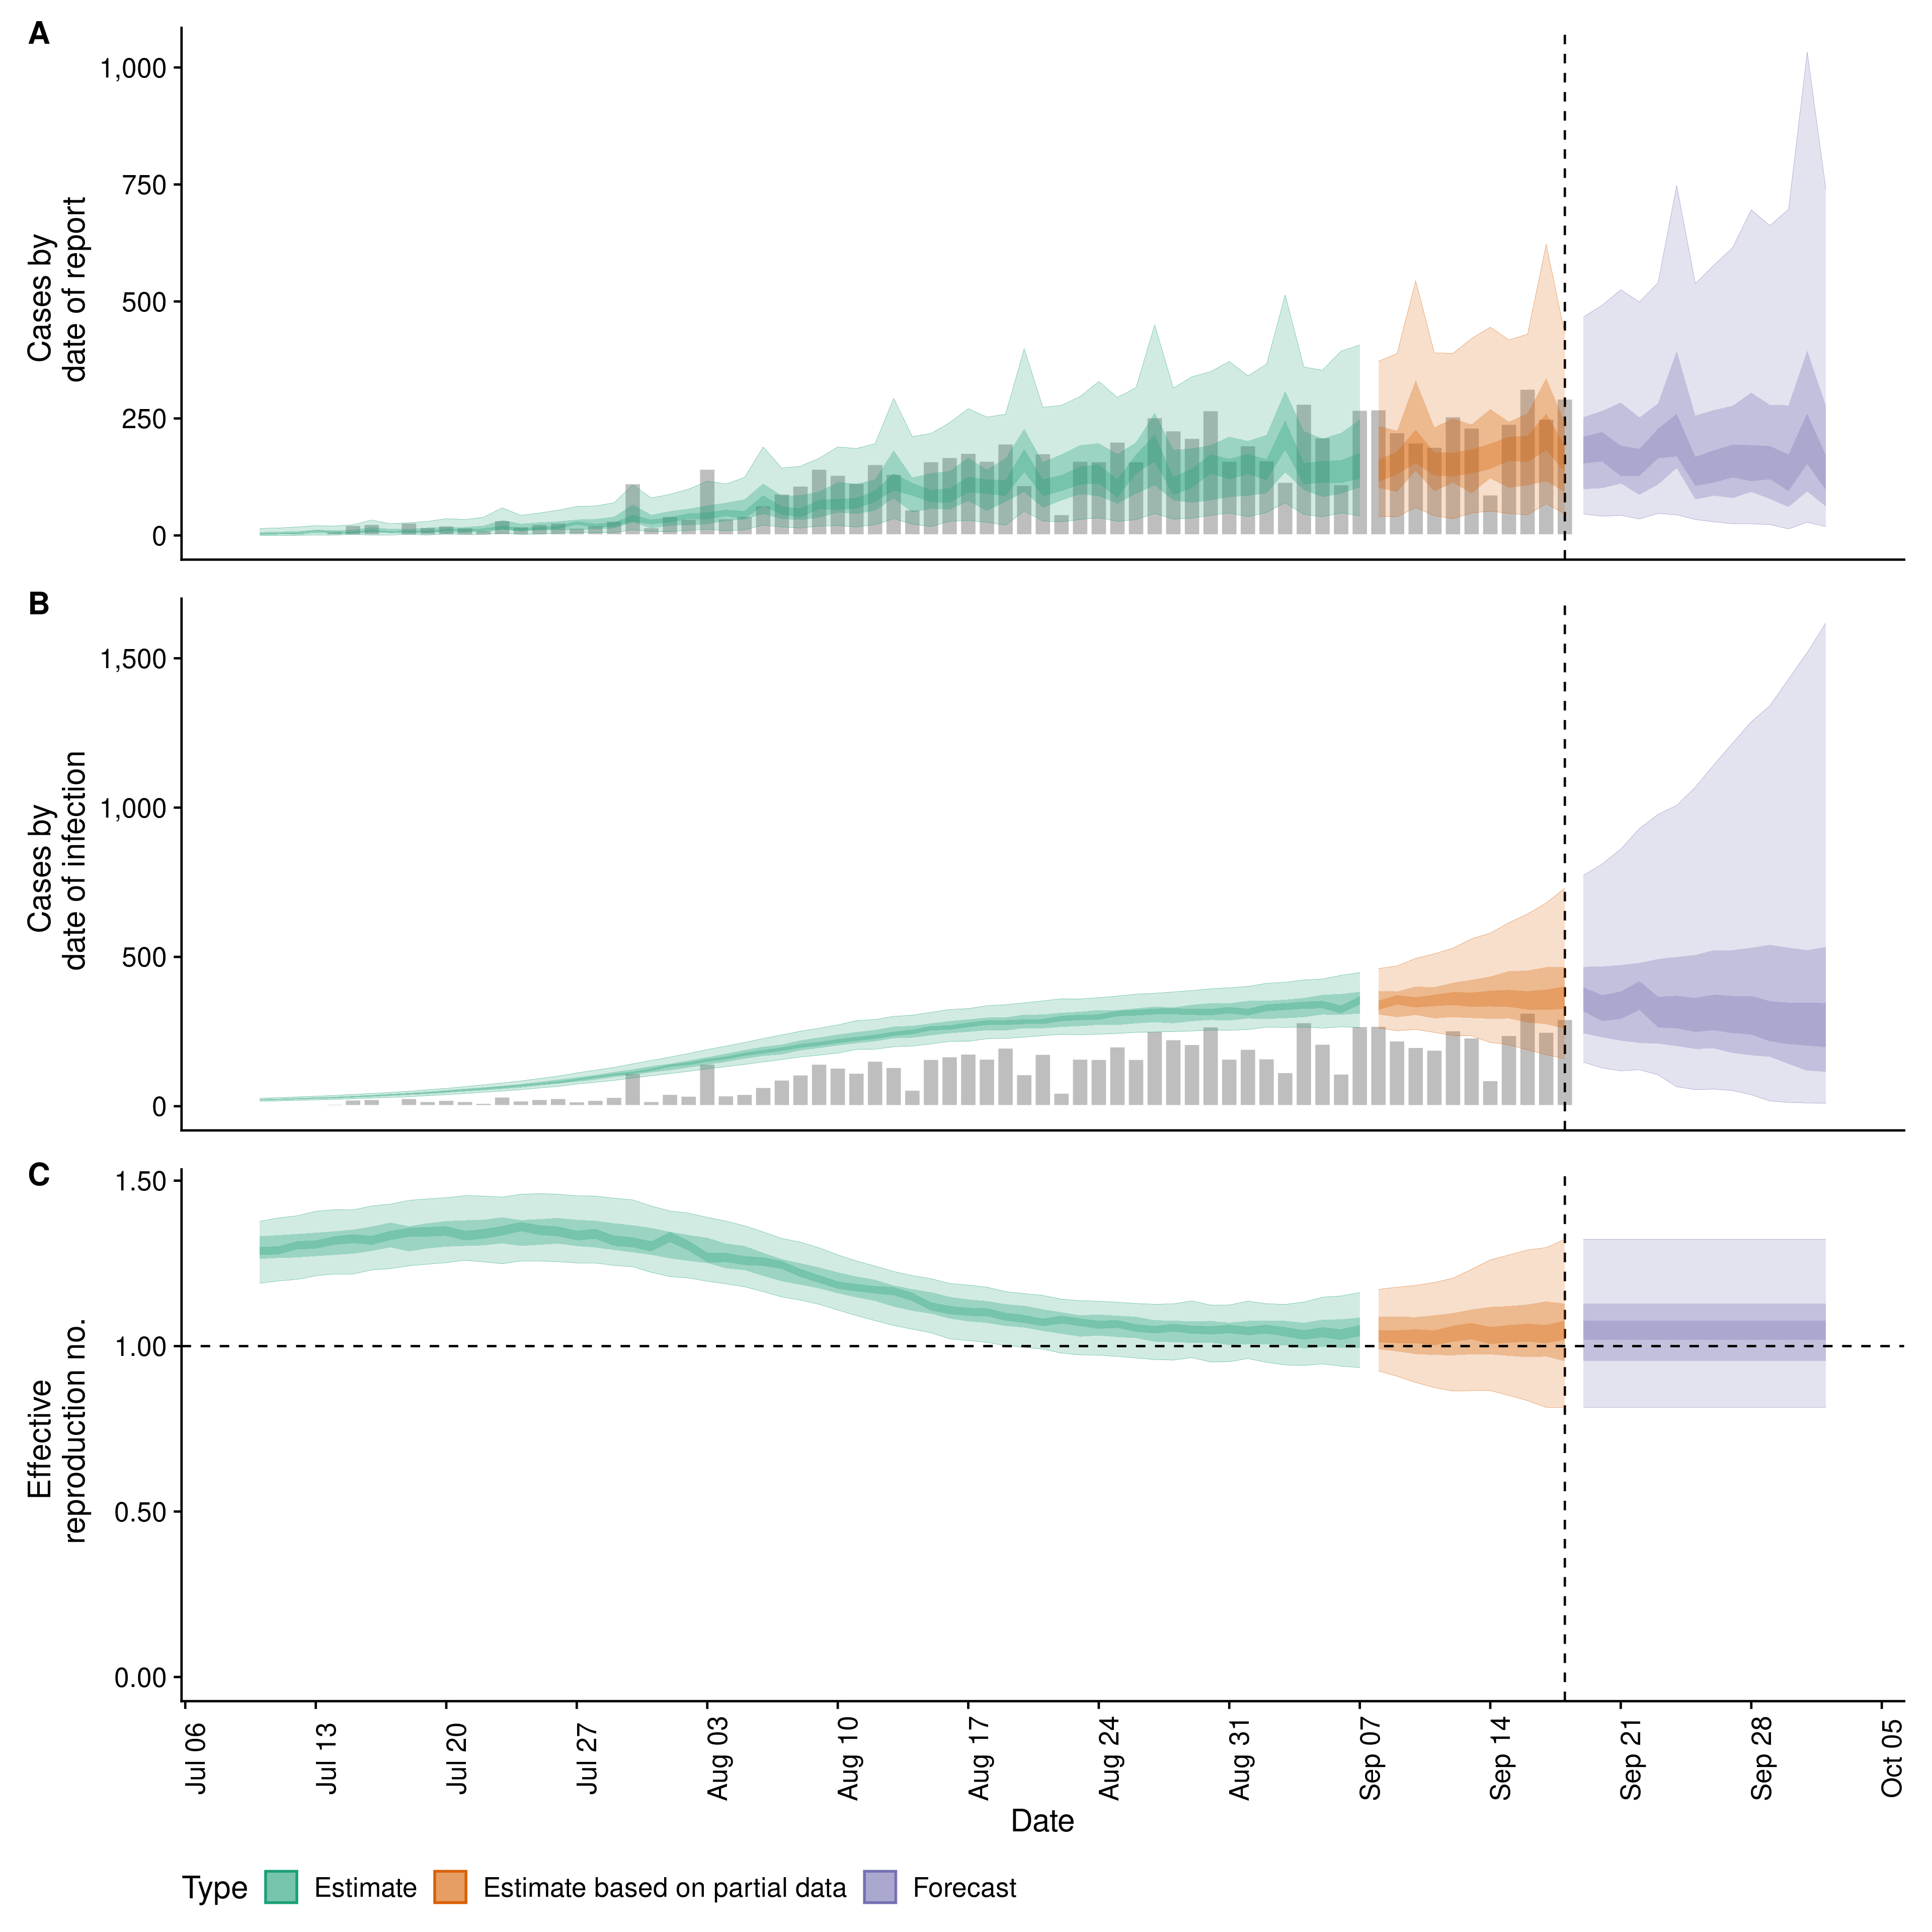 A
Cases by
date of report
1,000
750
500
250
0
B
Cases by
date of infection
1,500
1,000
500
0
C
Effective
reproduction no.
1.50
1.00
0.50
0.00
Jul 06
Jul 13
Jul 20
Jul 27
Aug 03
Aug 10
Aug 17
Aug 24
Aug 31
Sep 07
Sep 14
Sep 21
Sep 28
Oct 05
Date
Type
Estimate
Estimate based on partial data
Forecast